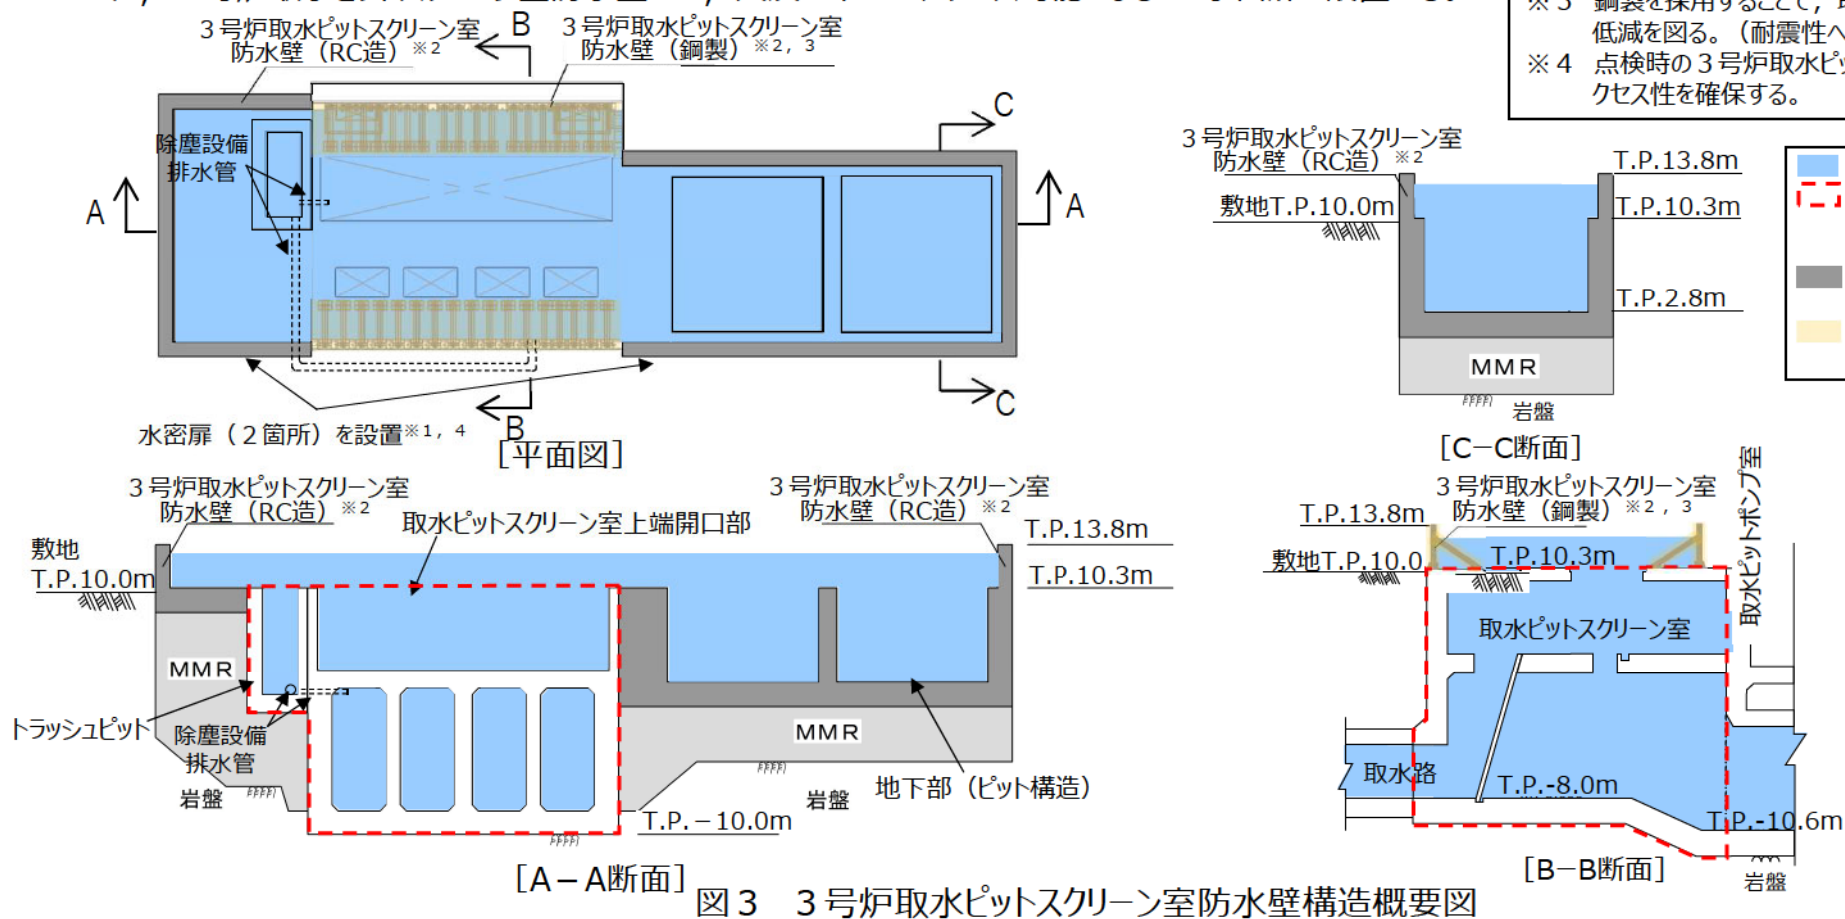 ※３ 鋼製を採用することで，
低減を図る。（耐震性へ
※４ 点検時の３号炉取水ピッ
クセス性を確保する。
３号炉取水ピットスクリーン室
防水壁（RC造）※2
B
３号炉取水ピットスクリーン室
防水壁（鋼製）※2，3
C
除塵設備
排水管
A
A
C
B
水密扉（２箇所）を設置※1，4
［平面図］
３号炉取水ピットスクリーン室
防水壁（RC造）※2
T.P.13.8m
敷地T.P.10.0m
T.P.10.3m
T.P.2.8m
MMR
岩盤
［C−C断面］
３号炉取水ピットスクリーン室
防水壁（RC造）※2
取水ピットスクリーン室上端開口部
３号炉取水ピットスクリーン室
防水壁（RC造）※2
T.P.13.8m
敷地
T.P.10.0m
T.P.10.3m
MMR
トラッシュピット
除塵設備
排水管
岩盤
MMR
岩盤
地下部（ピット構造）
T.P.−10.0m
［A−A断面］
３号炉取水ピットスクリーン室
防水壁（鋼製）※2，3
T.P.13.8m
敷地T.P.10.0
T.P.10.3m
取水ピットポンプ室
取水ピットスクリーン室
取水路
T.P.-8.0m
T.P.-10.6m
岩盤
［B−B断面］
図３　３号炉取水ピットスクリーン室防水壁構造概要図